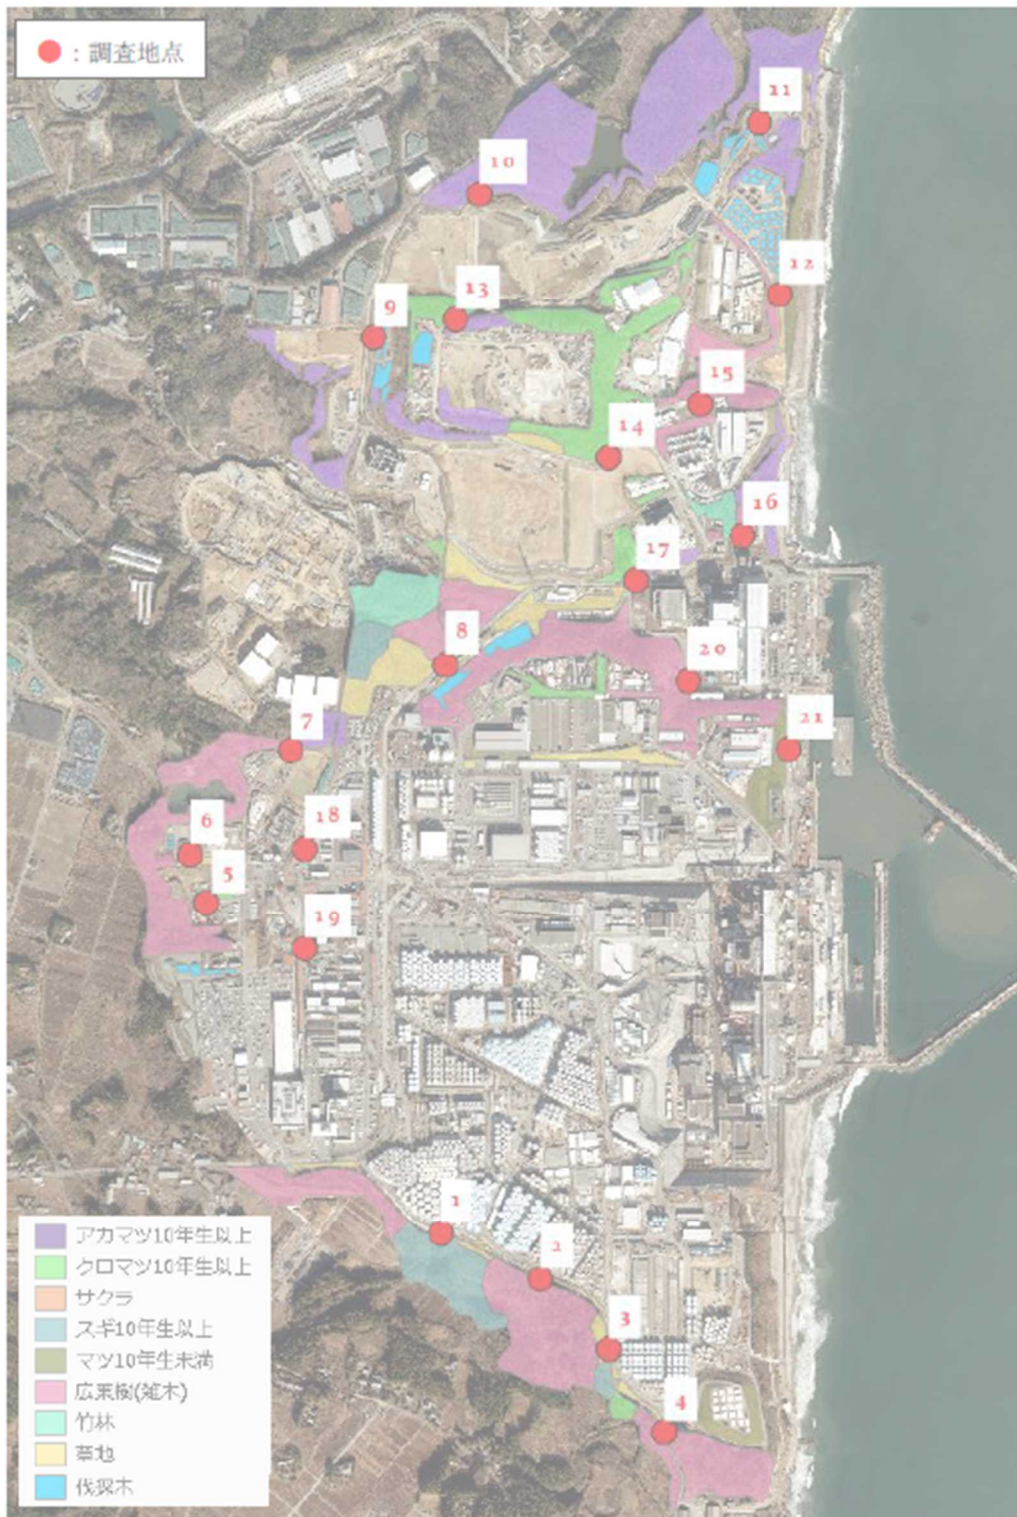 ：調査地点
11
10
12
13
9
15
14
16
17
8
20
21
7
18
6
5
19
1
2
3
4
アカマツ10年生以上
クロマツ10年生以上
サクラ
スギ10年生以上
マツ10年生未満
広葉樹(雑木)
竹林
草地
伐採木